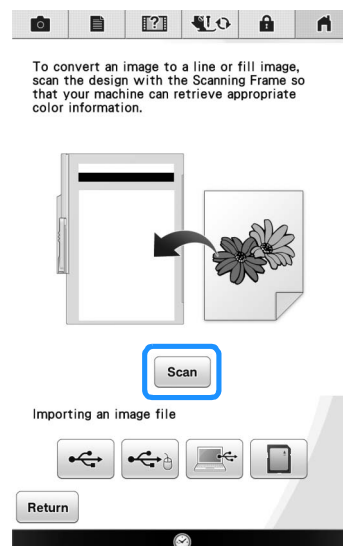 To convert an image to a line or fill image,
scan the design with the Scanning Frame so
that your machine can retrieve appropriate
color information.
Scan
Importing an image file
Return